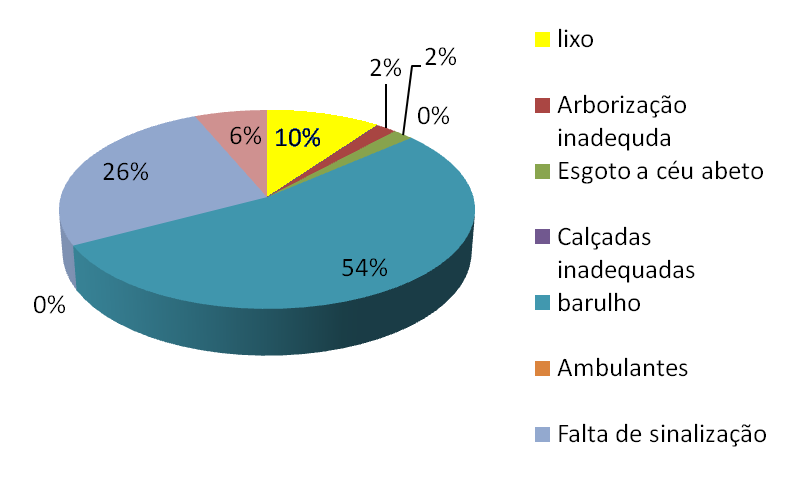 2%
2%
0%
6%
10%
26%
54%
0%
lixo
Arborização
inadequda
Esgoto a céu abeto
Calçadas
inadequadas
barulho
Ambulantes
Falta de sinalização